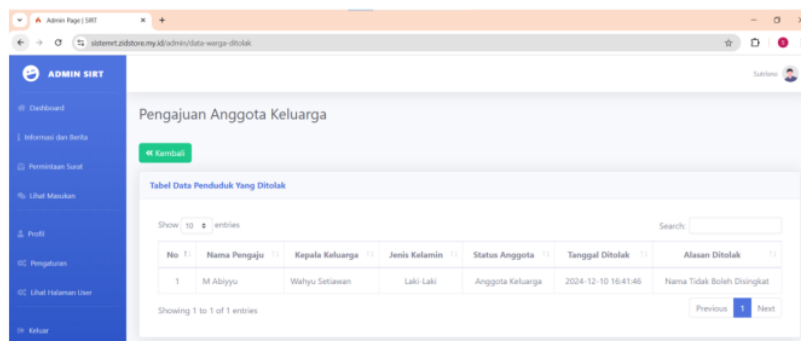 Admin Page | SIRT
sistemrt.zidstore.my.id/admin/data-warga-ditolak
ADMIN SIRT
Sutrisno
Dashboard
Informasi dan Berita
Permintaan Surat
Lihat Masukan
Profil
Pengaturan
Lihat Halaman User
Keluar
Pengajuan Anggota Keluarga
Kembali
Tabel Data Penduduk Yang Ditolak
Show 10 entries
Search:
No Nama Pengaju Kepala Keluarga Jenis Kelamin Status Anggota Tanggal Ditolak Alasan Ditolak
1 M Abiyyu Wahyu Setiawan Laki-Laki Anggota Keluarga 2024-12-10 16:41:46 Nama Tidak Boleh Disingkat
Showing 1 to 1 of 1 entries
Previous 1 Next